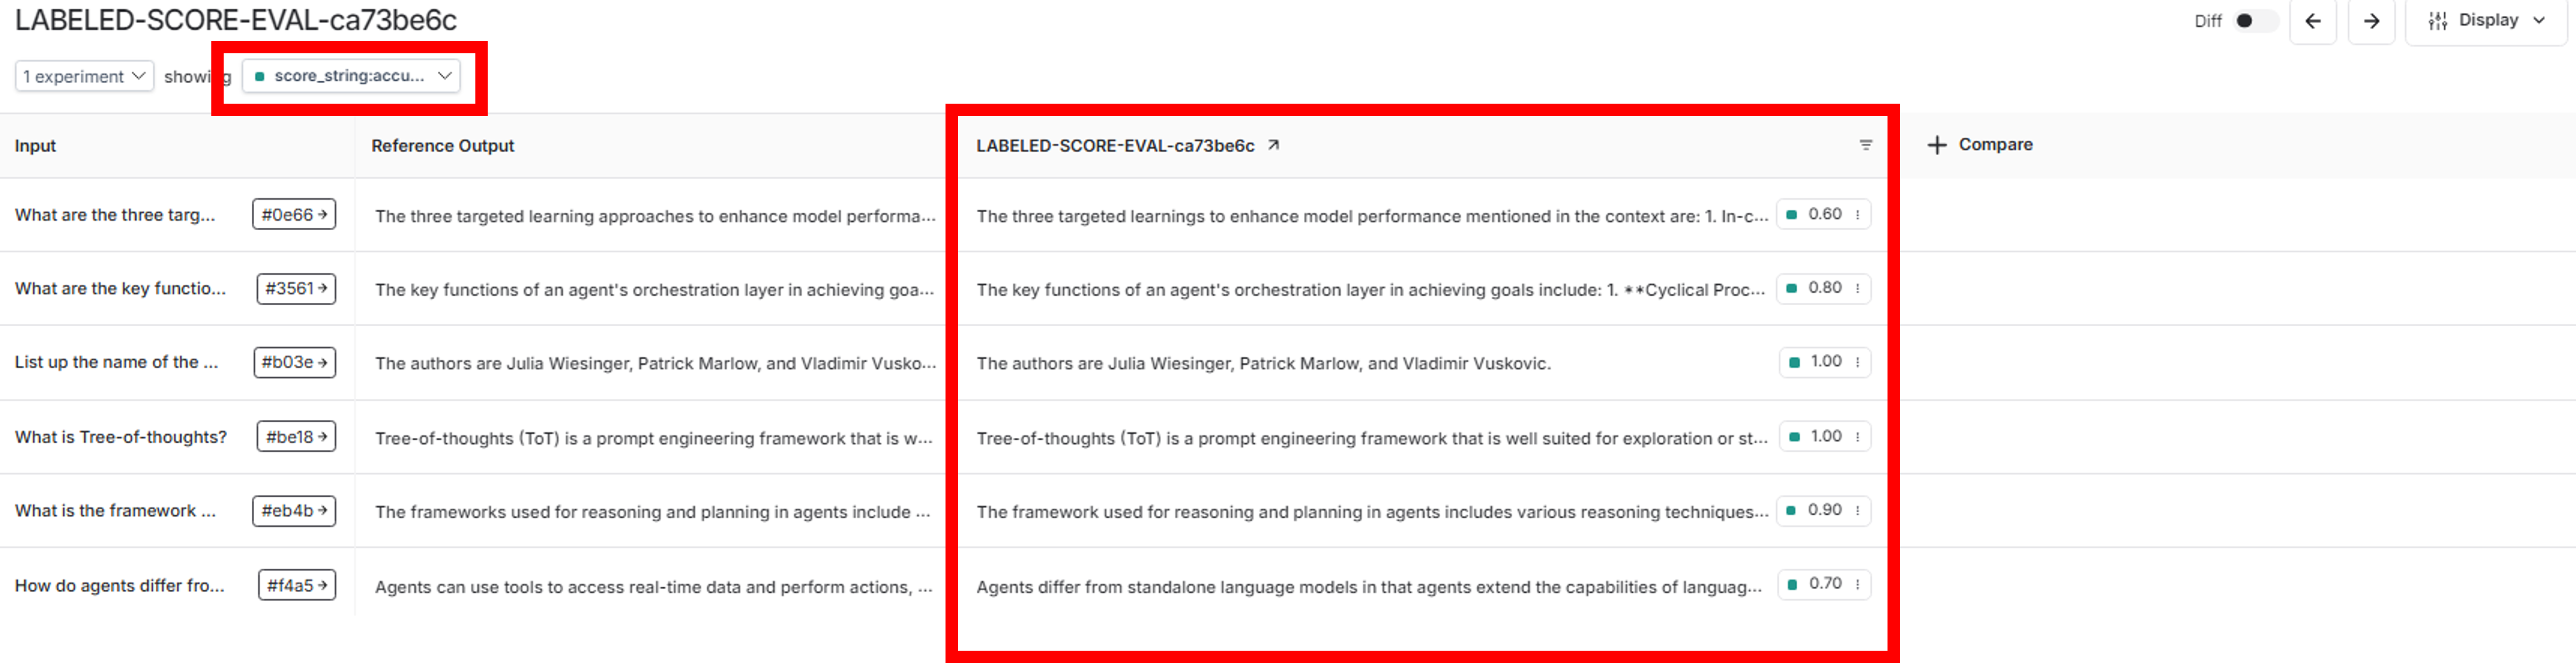 LABELED-SCORE-EVAL-ca73be6c
Diff
Display
1 experiment showing score_string:accu...
Input Reference Output LABELED-SCORE-EVAL-ca73be6c Compare
What are the three targ... #0e66 The three targeted learning approaches to enhance model performa... The three targeted learnings to enhance model performance mentioned in the context are: 1. In-c... 0.60
What are the key functio... #3561 The key functions of an agent's orchestration layer in achieving goa... The key functions of an agent's orchestration layer in achieving goals include: 1. **Cyclical Proc... 0.80
List up the name of the ... #b03e The authors are Julia Wiesinger, Patrick Marlow, and Vladimir Vusko... The authors are Julia Wiesinger, Patrick Marlow, and Vladimir Vuskovic. 1.00
What is Tree-of-thoughts? #be18 Tree-of-thoughts (ToT) is a prompt engineering framework that is w... Tree-of-thoughts (ToT) is a prompt engineering framework that is well suited for exploration or st... 1.00
What is the framework ... #eb4b The frameworks used for reasoning and planning in agents include ... The framework used for reasoning and planning in agents includes various reasoning techniques... 0.90
How do agents differ fro... #f4a5 Agents can use tools to access real-time data and perform actions, ... Agents differ from standalone language models in that agents extend the capabilities of languag... 0.70